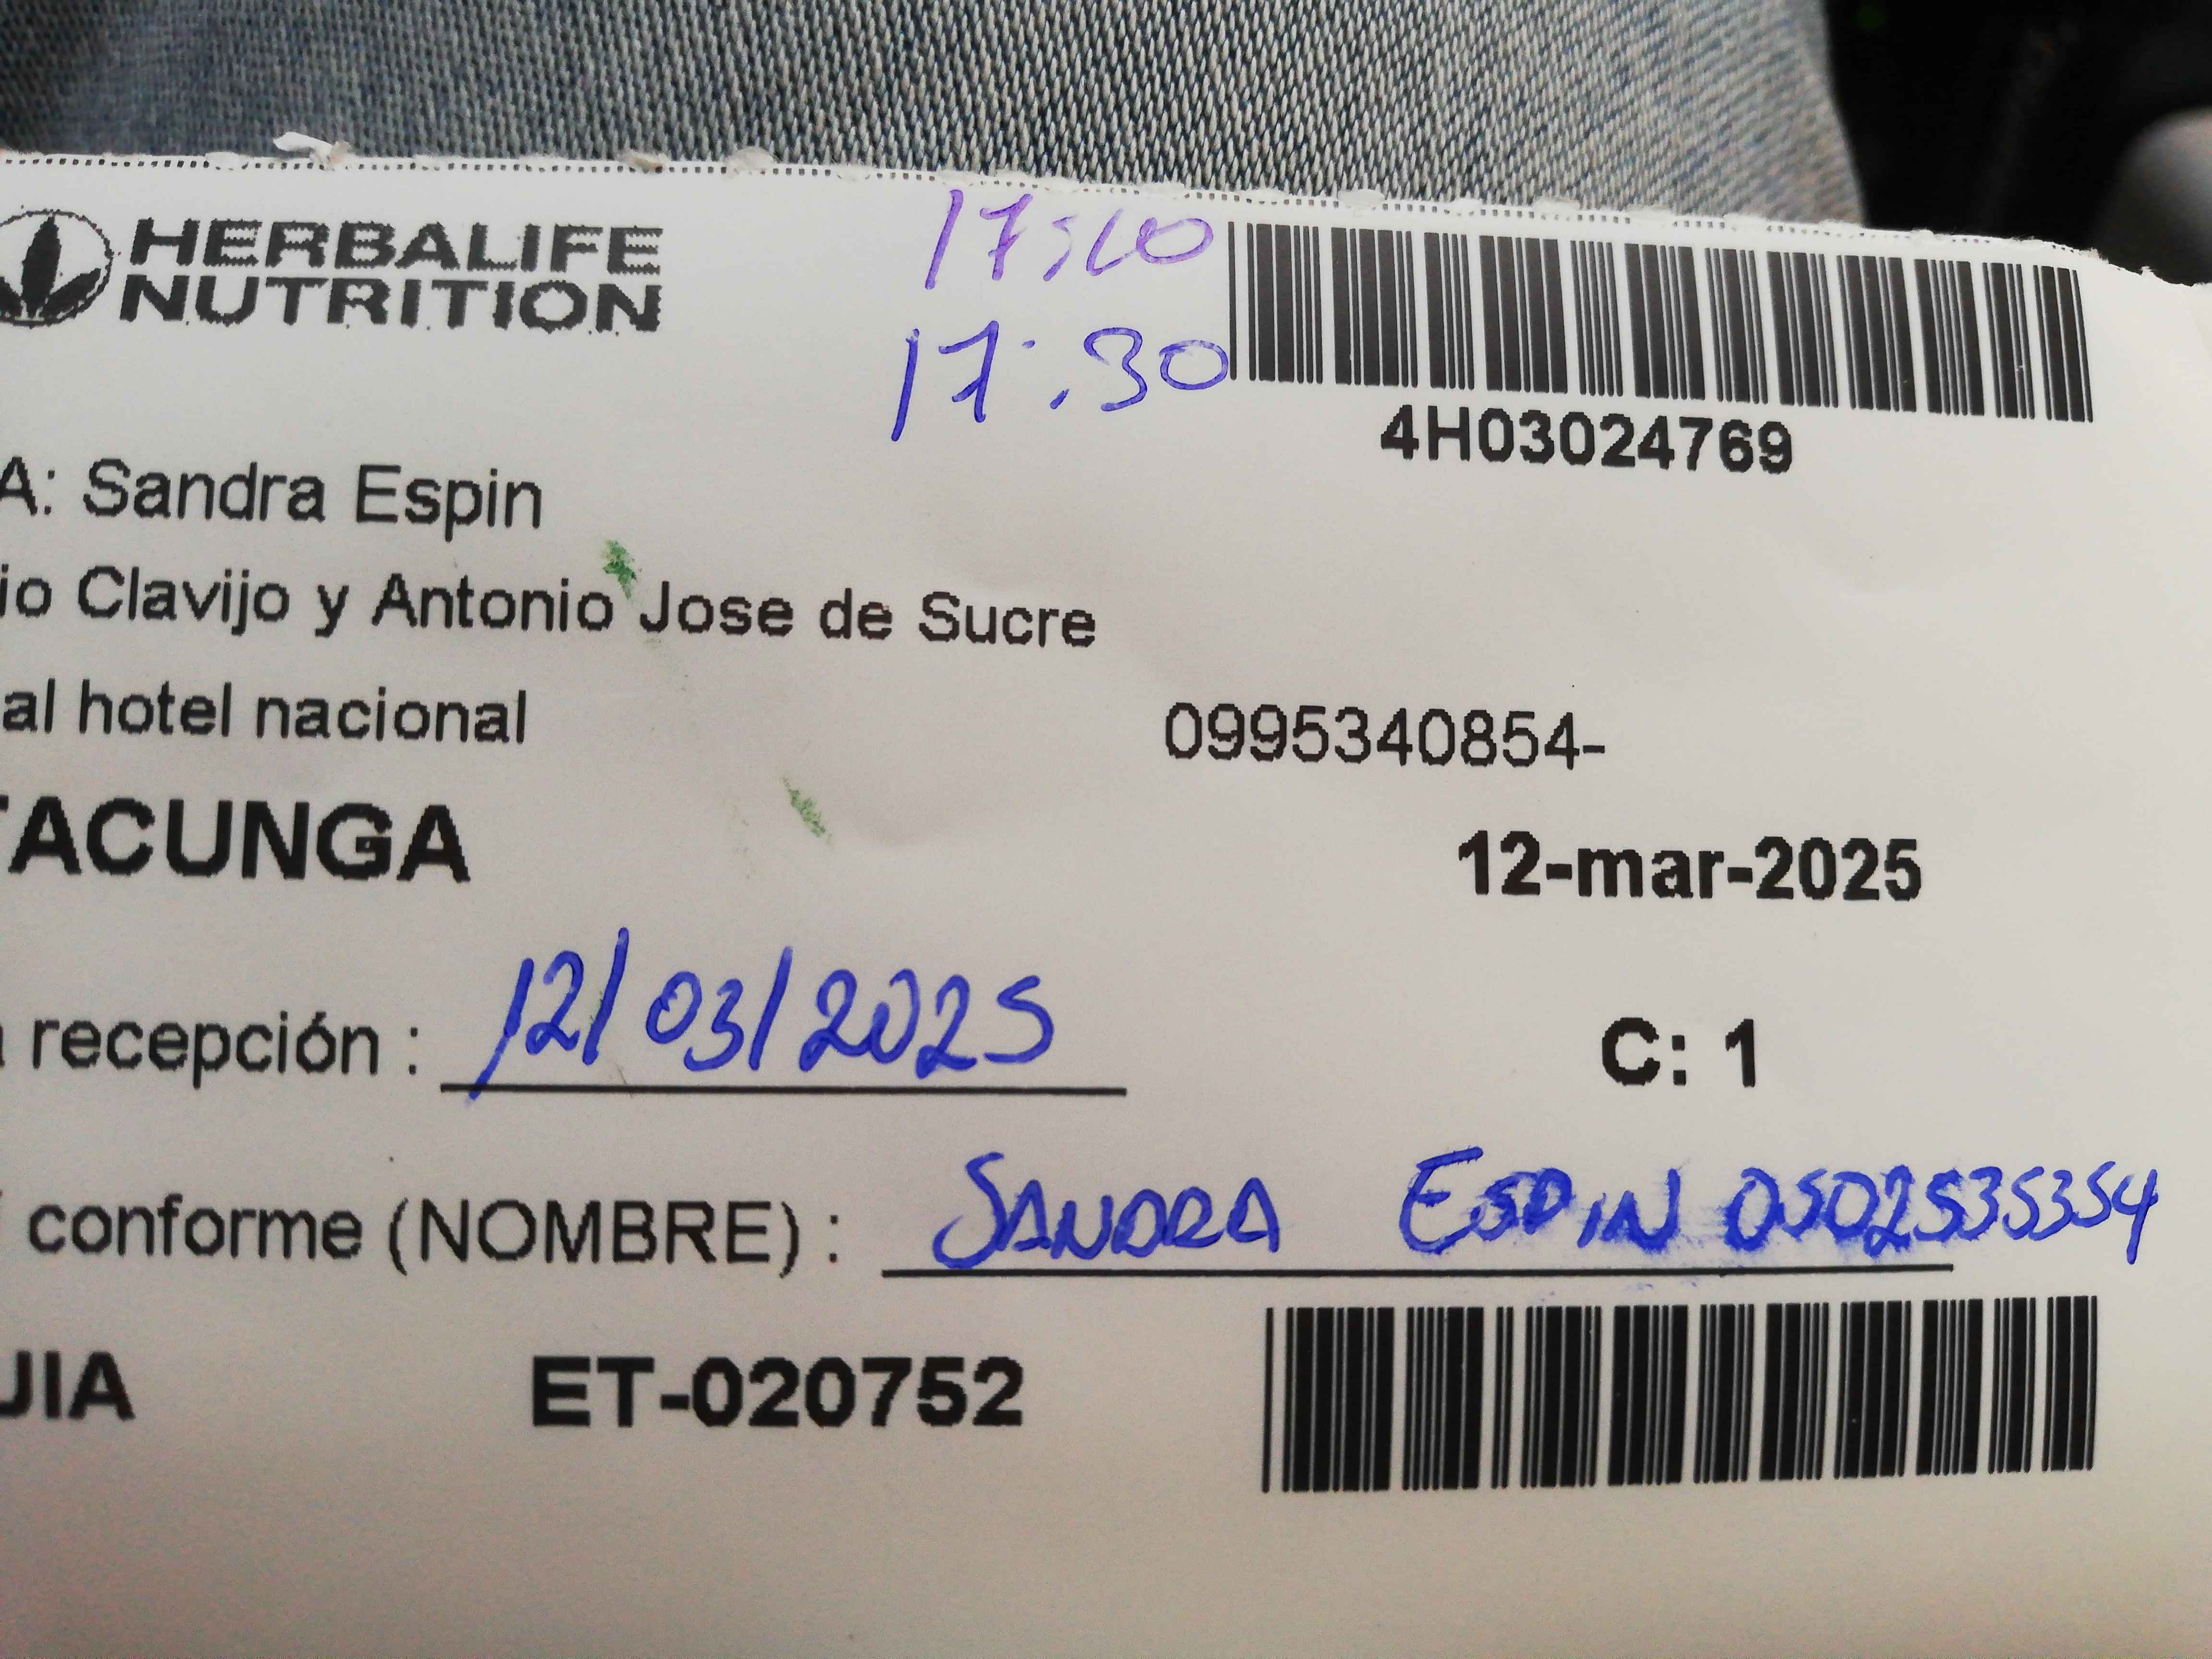 HERBALIFE
NUTRITION
17:10
17:30
4H03024769
A: Sandra Espin
io Clavijo y Antonio Jose de Sucre
al hotel nacional
0995340854-
TACUNGA
12-mar-2025
recepción : 12/03/2025
C: 1
conforme (NOMBRE) : SANDRA ESPIN 0502535354
UIA ET-020752